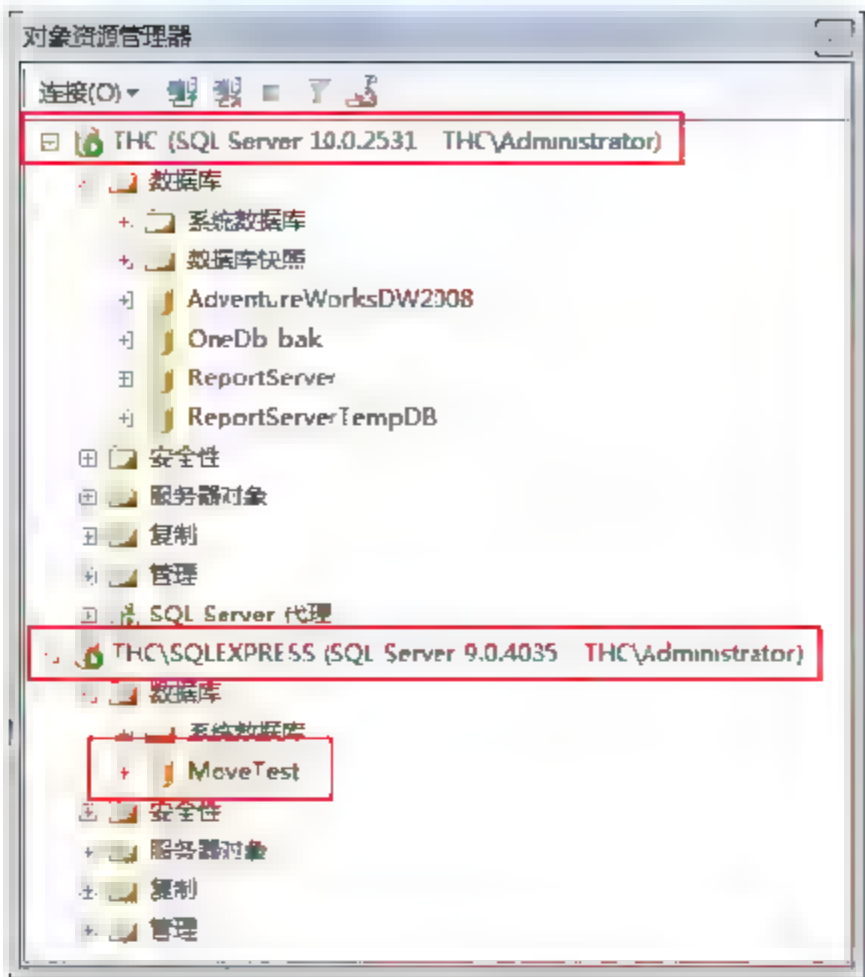 对象资源管理器
连接(O)
THC (SQL Server 10.0.2531 THC\Administrator)
数据库
系统数据库
数据库快照
AdventureWorksDW2008
OneDb bak
ReportServer
ReportServerTempDB
安全性
服务器对象
复制
管理
SQL Server 代理
THC\SQLEXPRESS (SQL Server 9.0.4035 THC\Administrator)
数据库
系统数据库
MoveTest
安全性
服务器对象
复制
管理